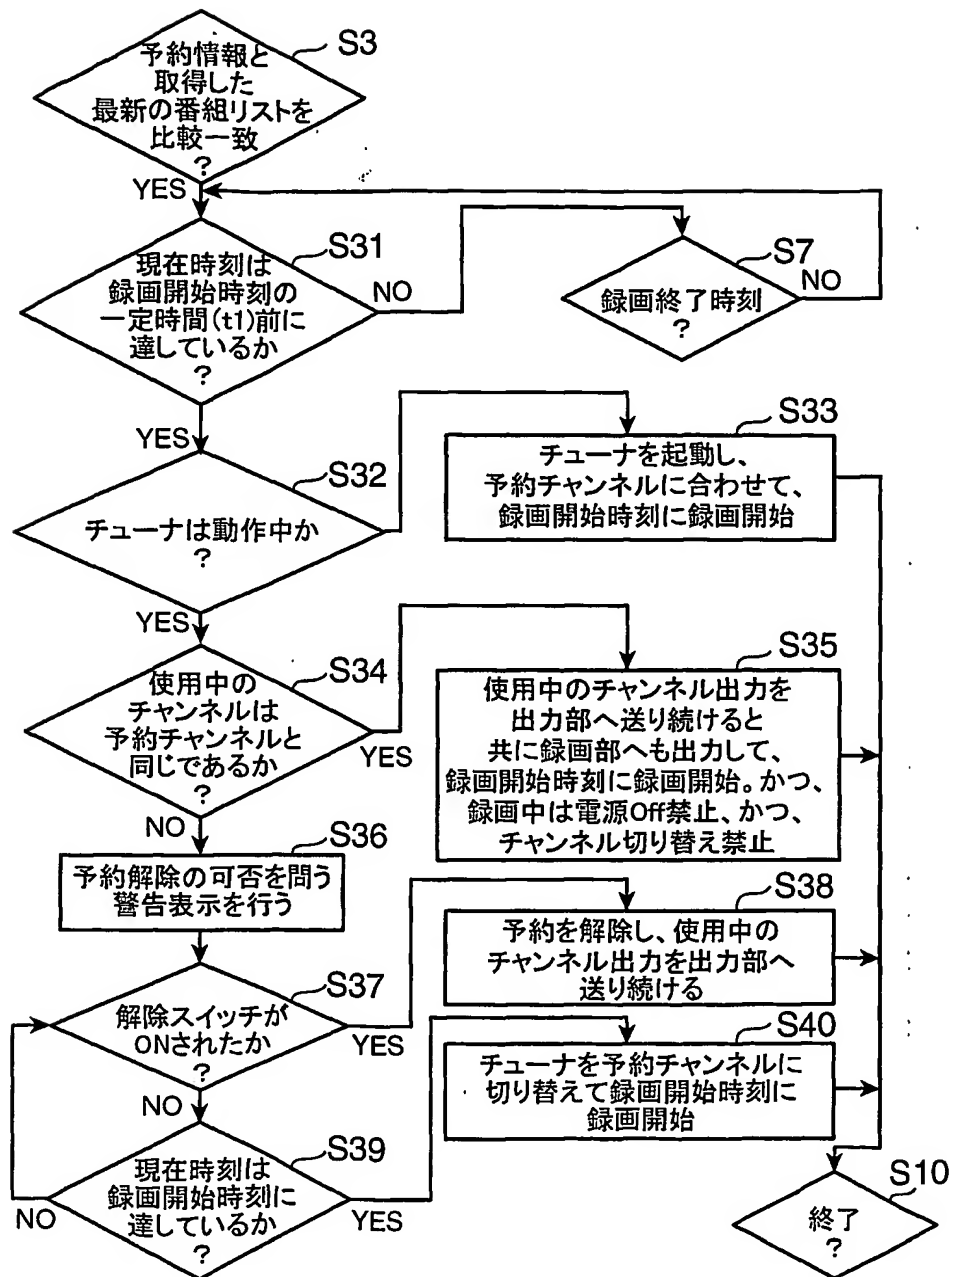 S3
予約情報と
取得した
最新の番組リストを
比較一致
?
YES
S31
現在時刻は
録画開始時刻の
一定時間(t1)前に
達しているか
?
NO
S7
録画終了時刻
?
NO
YES
S32
チューナは動作中か
?
S33
チューナを起動し、
予約チャンネルに合わせて、
録画開始時刻に録画開始
YES
S34
使用中の
チャンネルは
予約チャンネルと
同じであるか
?
YES
S35
使用中のチャンネル出力を
出力部へ送り続けると
共に録画部へも出力して、
録画開始時刻に録画開始。かつ、
録画中は電源Off禁止、かつ、
チャンネル切り替え禁止
NO
S36
予約解除の可否を問う
警告表示を行う
S37
解除スイッチが
ONされたか
?
YES
S38
予約を解除し、使用中の
チャンネル出力を出力部へ
送り続ける
NO
S39
現在時刻は
録画開始時刻に
達しているか
?
NO
YES
S40
チューナを予約チャンネルに
切り替えて録画開始時刻に
録画開始
S10
終了
?